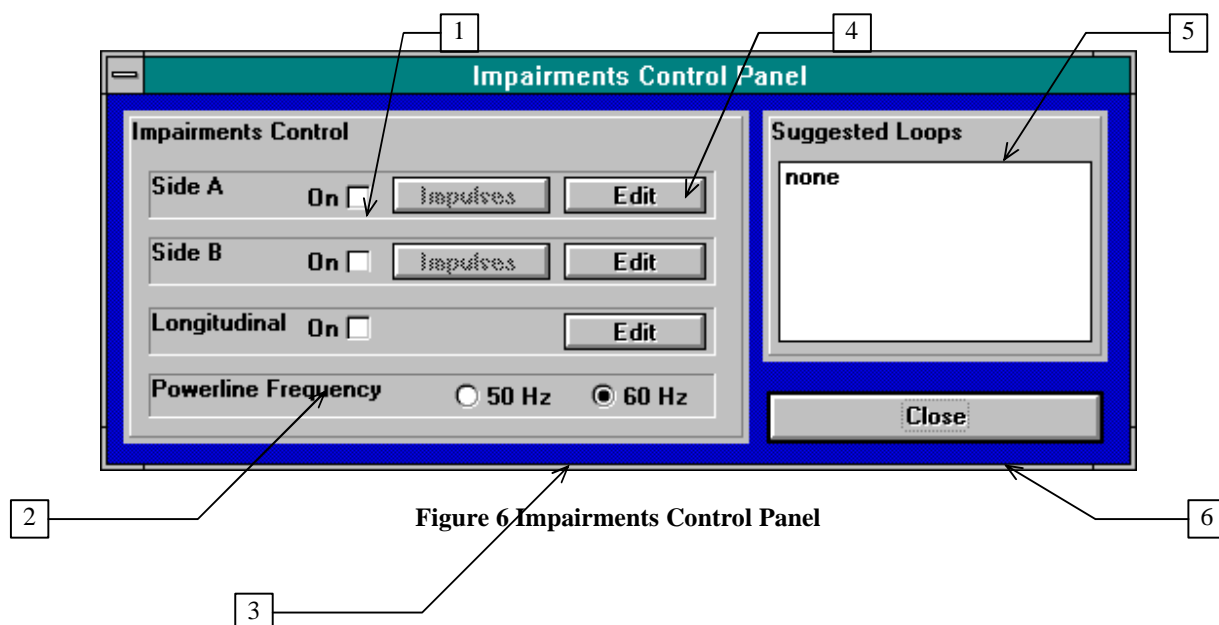 1
4
5
Impairments Control Panel
Impairments Control
Side A On Impulses Edit
Side B On Impulses Edit
Longitudinal On Edit
Powerline Frequency 50 Hz 60 Hz
Suggested Loops
none
Close
2
Figure 6 Impairments Control Panel
6
3